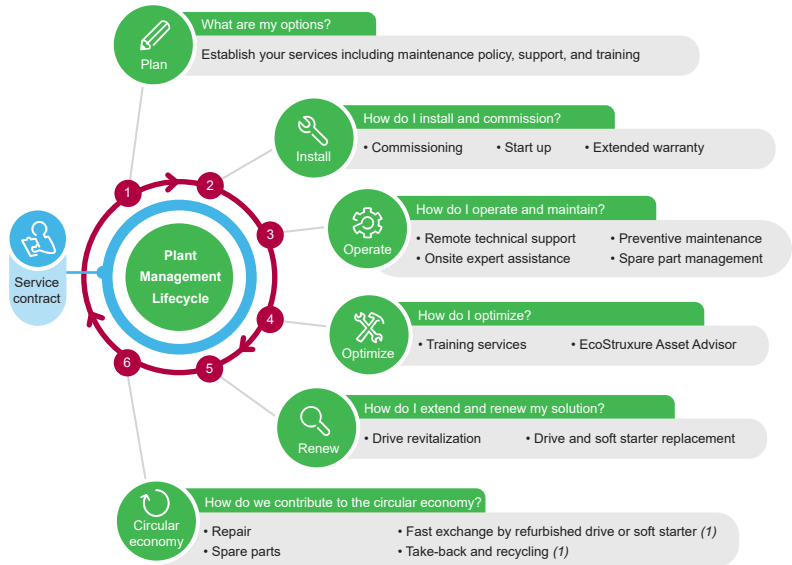 What are my options?
Plan
Establish your services including maintenance policy, support, and training
How do I install and commission?
Install
• Commissioning • Start up • Extended warranty
1
2
How do I operate and maintain?
Operate
• Remote technical support • Preventive maintenance
• Onsite expert assistance • Spare part management
3
Plant
Management
Lifecycle
Service
contract
How do I optimize?
4
Optimize
• Training services • EcoStruxure Asset Advisor
6
5
How do I extend and renew my solution?
Renew
• Drive revitalization • Drive and soft starter replacement
How do we contribute to the circular economy?
Circular
economy
• Repair • Fast exchange by refurbished drive or soft starter (1)
• Spare parts • Take-back and recycling (1)